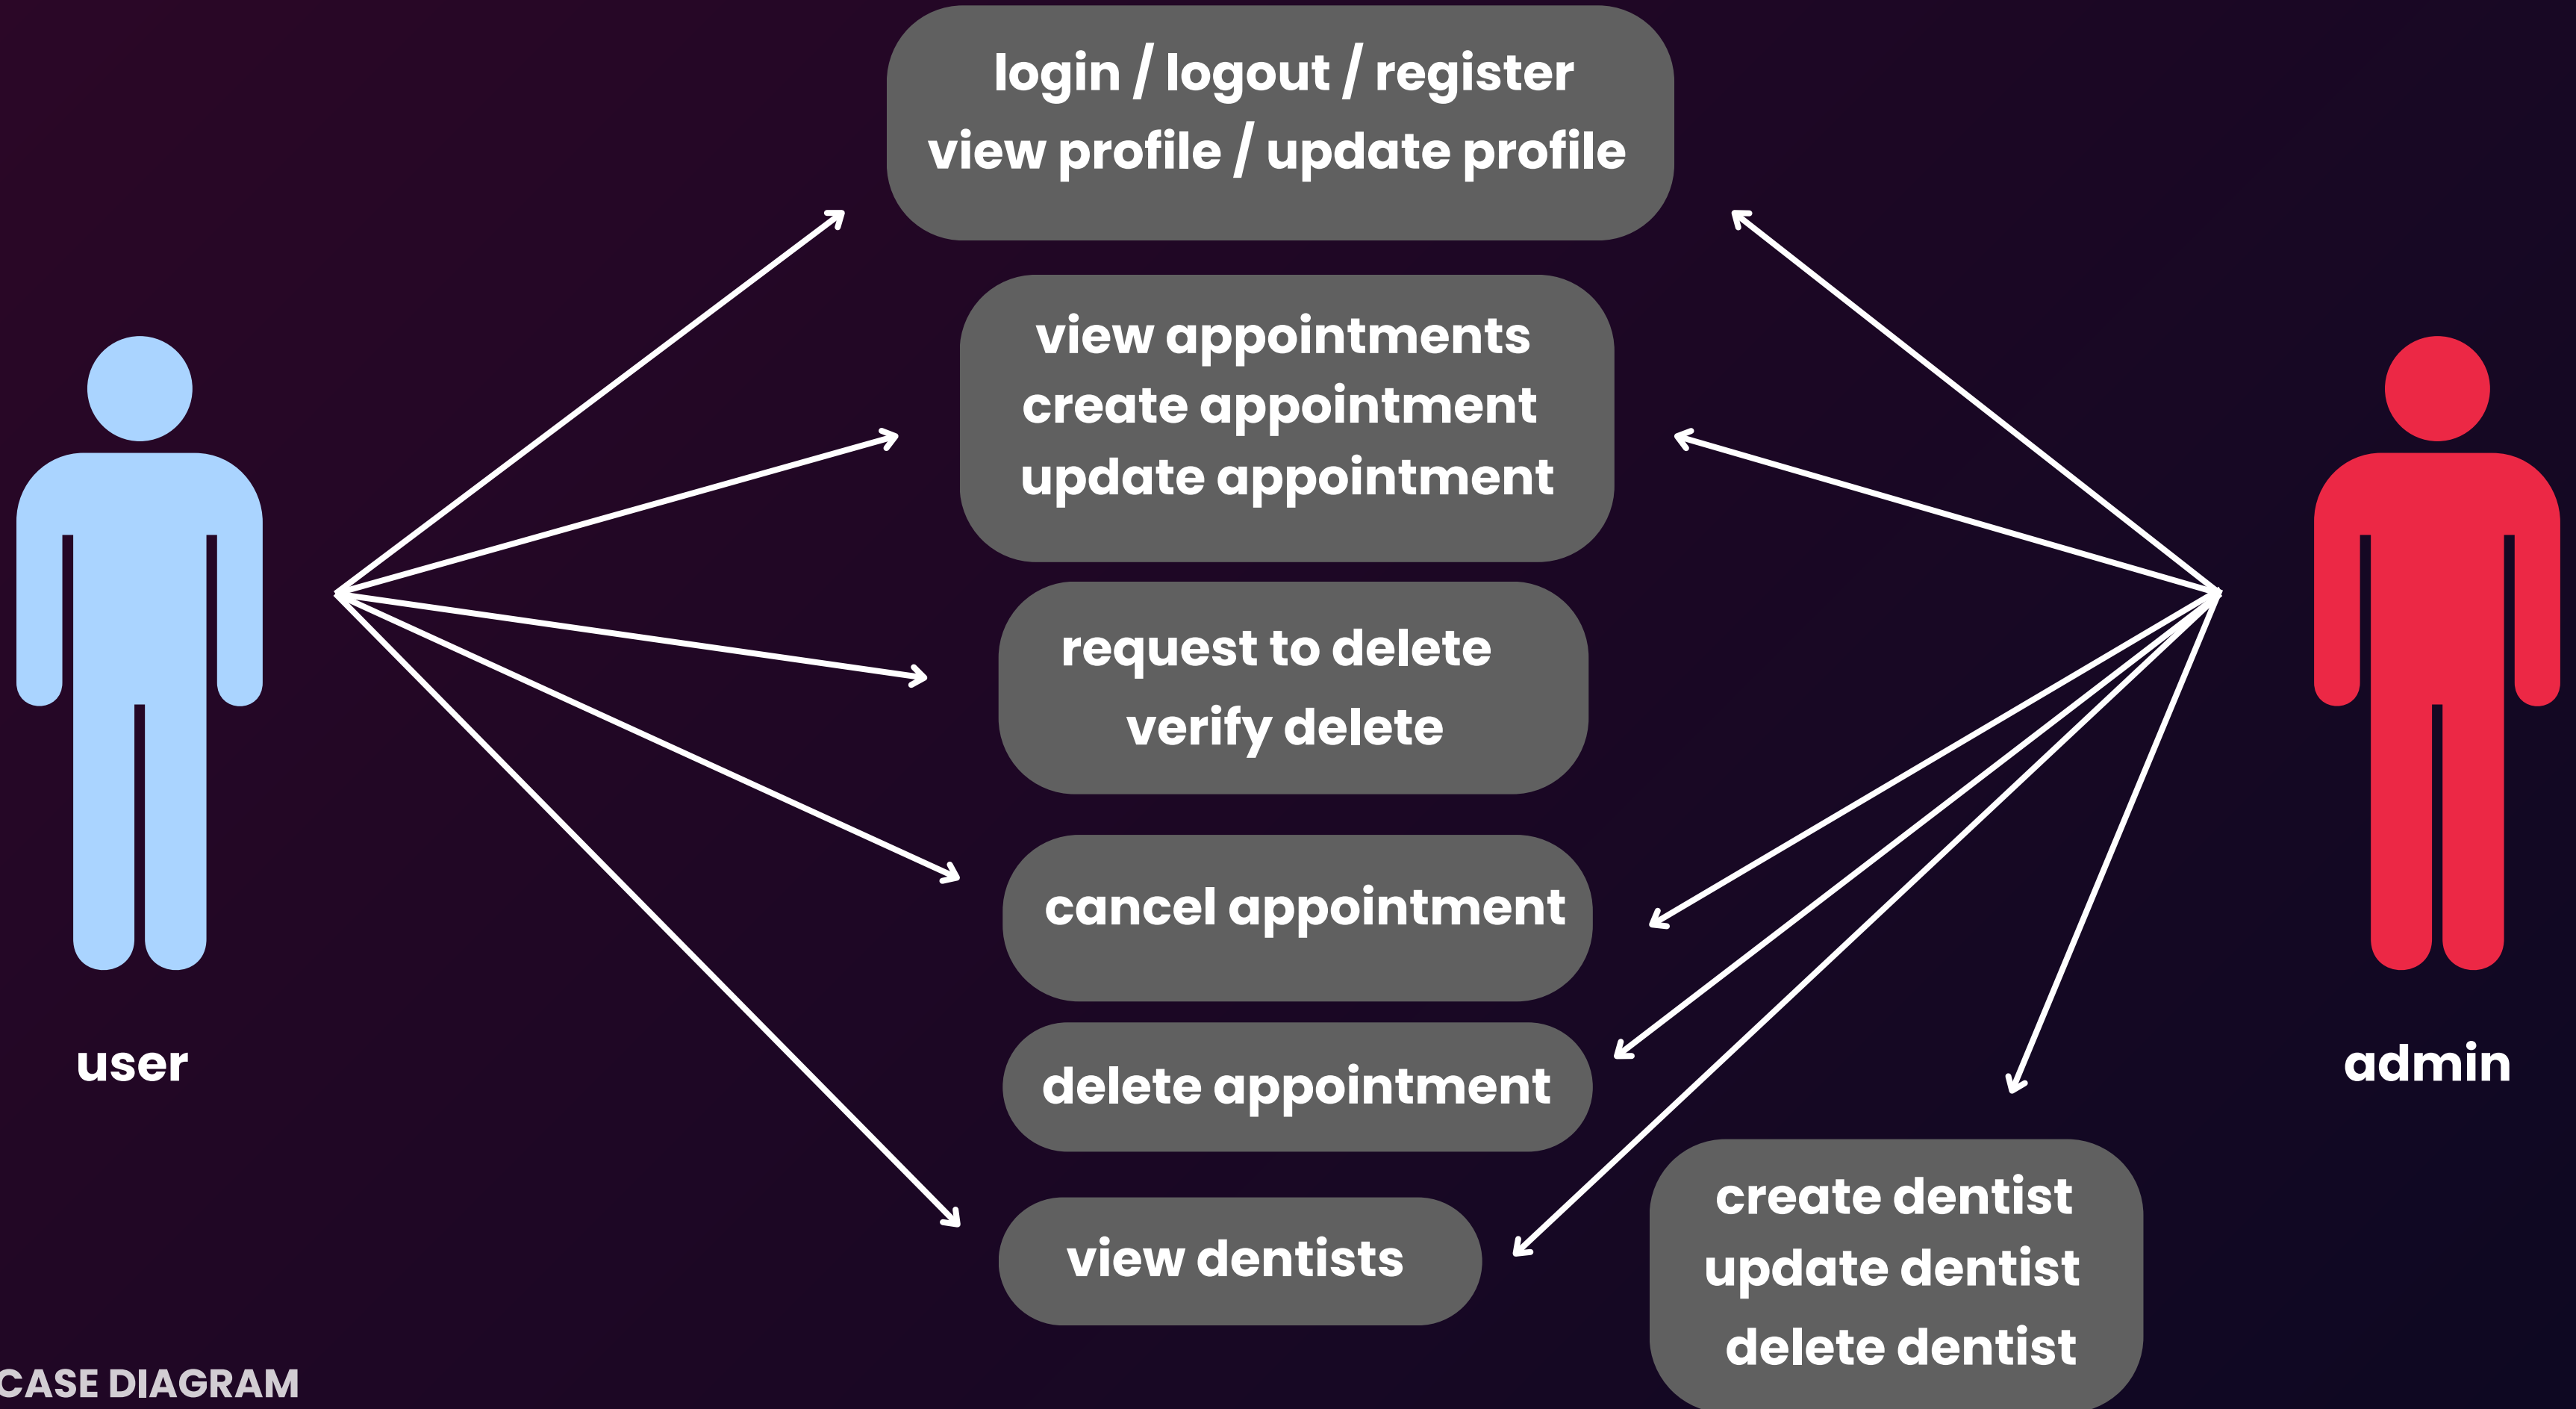 login / logout / register
view profile / update profile
view appointments
create appointment
update appointment
request to delete
verify delete
cancel appointment
user
delete appointment
admin
view dentists
create dentist
update dentist
delete dentist
CASE DIAGRAM